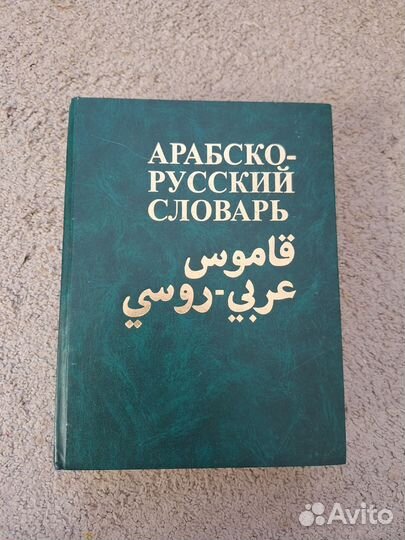 АРАБСКО-
РУССКИЙ
СЛОВАРЬ
قاموس
عربي-روسي
Avito